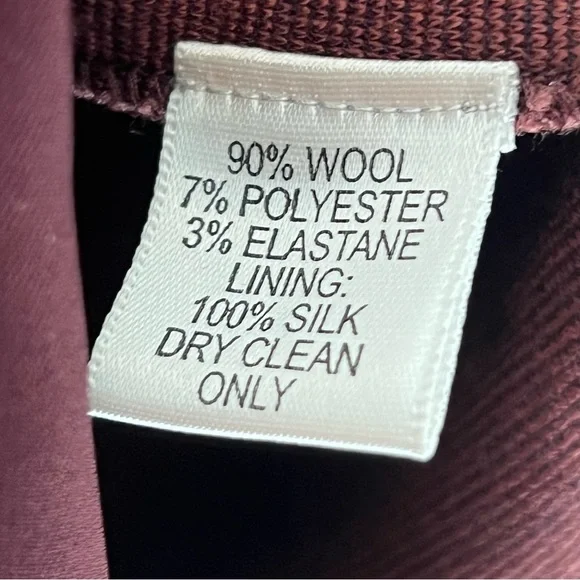 90% WOOL
7% POLYESTER
3% ELASTANE
LINING:
100% SILK
DRY CLEAN
ONLY